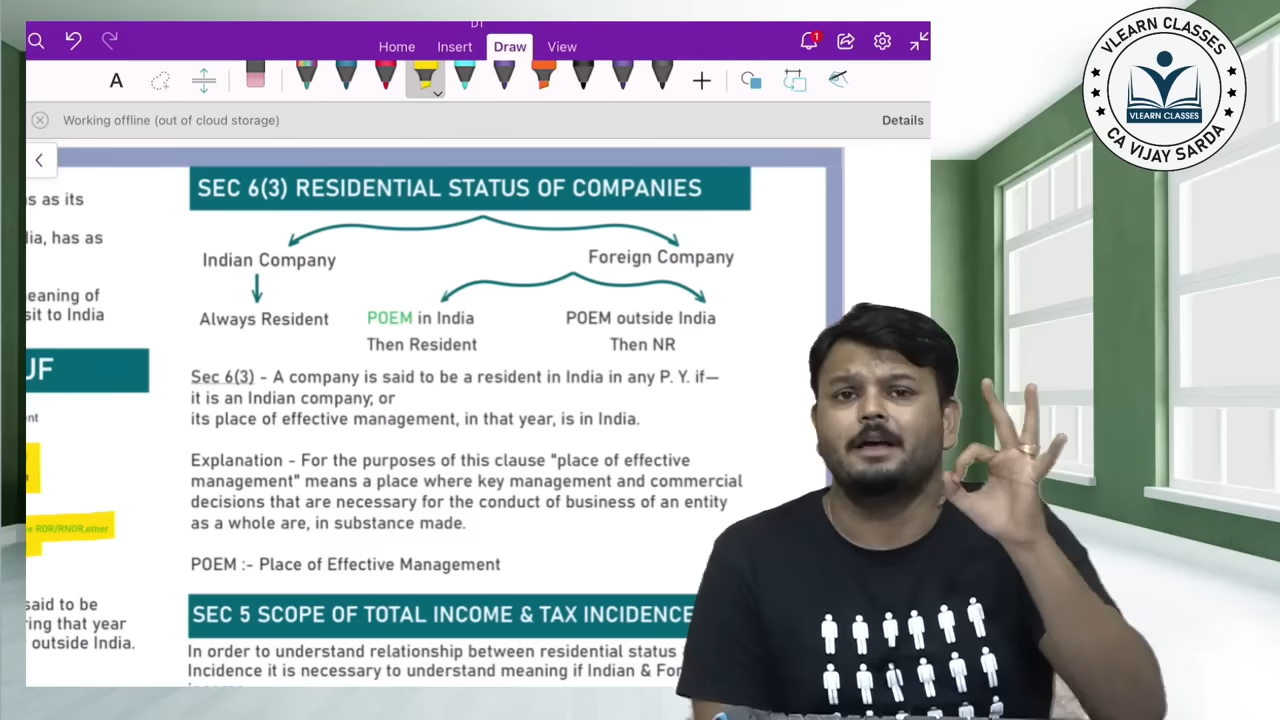 DT
Home Insert Draw View
1
A
Working offline (out of cloud storage) Details
s as its
lia, has as
eaning of
sit to India
UF
ent
e ROR/RNOR,other
said to be
ring that year
outside India.
SEC 6(3) RESIDENTIAL STATUS OF COMPANIES
Indian Company
Foreign Company
Always Resident
POEM in India
Then Resident
POEM outside India
Then NR
Sec 6(3) - A company is said to be a resident in India in any P. Y. if—
it is an Indian company; or
its place of effective management, in that year, is in India.
Explanation - For the purposes of this clause "place of effective
management" means a place where key management and commercial
decisions that are necessary for the conduct of business of an entity
as a whole are, in substance made.
POEM :- Place of Effective Management
SEC 5 SCOPE OF TOTAL INCOME & TAX INCIDENCE
In order to understand relationship between residential status
Incidence it is necessary to understand meaning if Indian & For
VLEARN CLASSES
VLEARN CLASSES
CA VIJAY SARDA